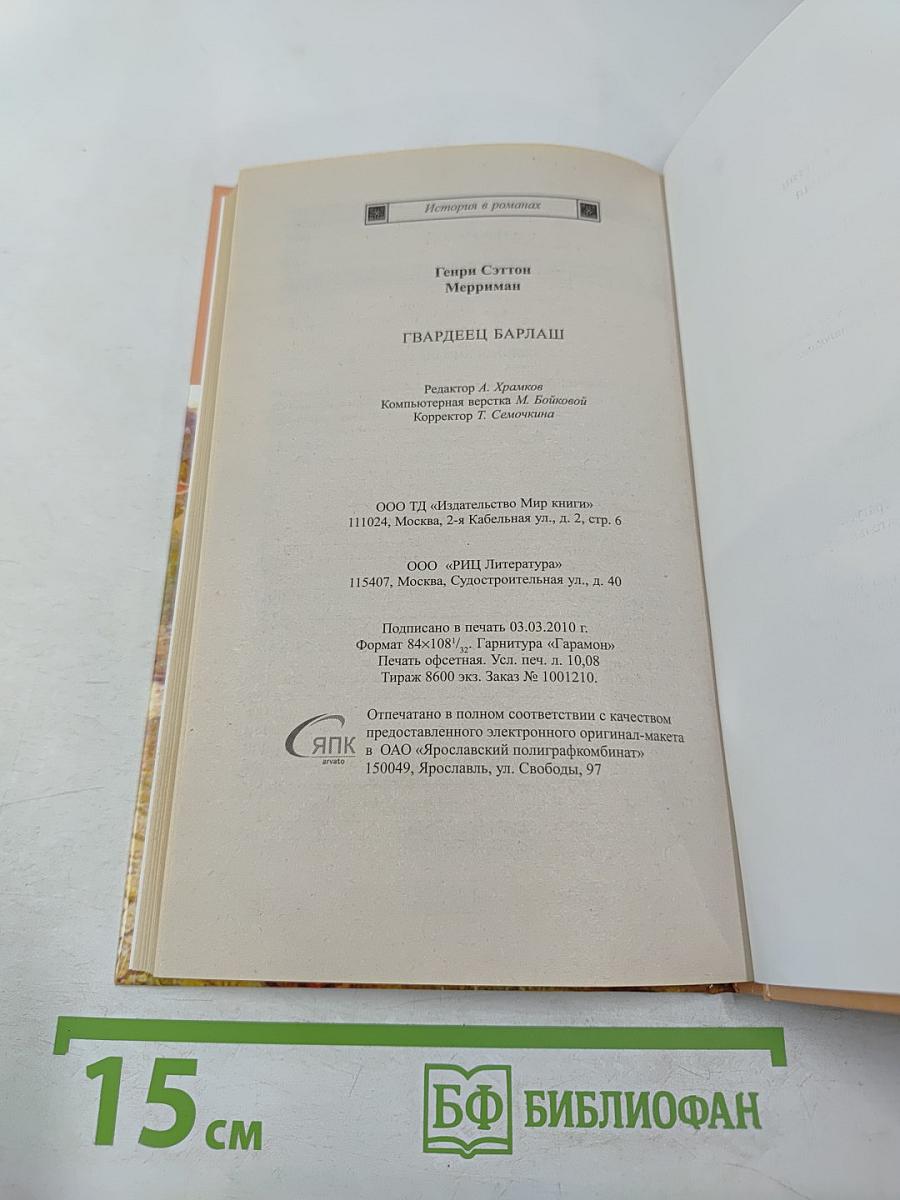 История в романах
Генри Сэттон
Мерриман
ГВАРДЕЕЦ БАРЛАШ
Редактор А. Храмков
Компьютерная верстка М. Бойковой
Корректор Т. Семочкина
ООО ТД «Издательство Мир книги»
111024, Москва, 2-я Кабельная ул., д. 2, стр. 6
ООО «РИЦ Литература»
115407, Москва, Судостроительная ул., д. 40
Подписано в печать 03.03.2010 г.
Формат 84×108¹/₃₂. Гарнитура «Гарамон»
Печать офсетная. Усл. печ. л. 10,08
Тираж 8600 экз. Заказ № 1001210.
ЯПК
arvato
Отпечатано в полном соответствии с качеством
предоставленного электронного оригинал-макета
в ОАО «Ярославский полиграфкомбинат»
150049, Ярославль, ул. Свободы, 97
15 см
БФ БИБЛИОФАН